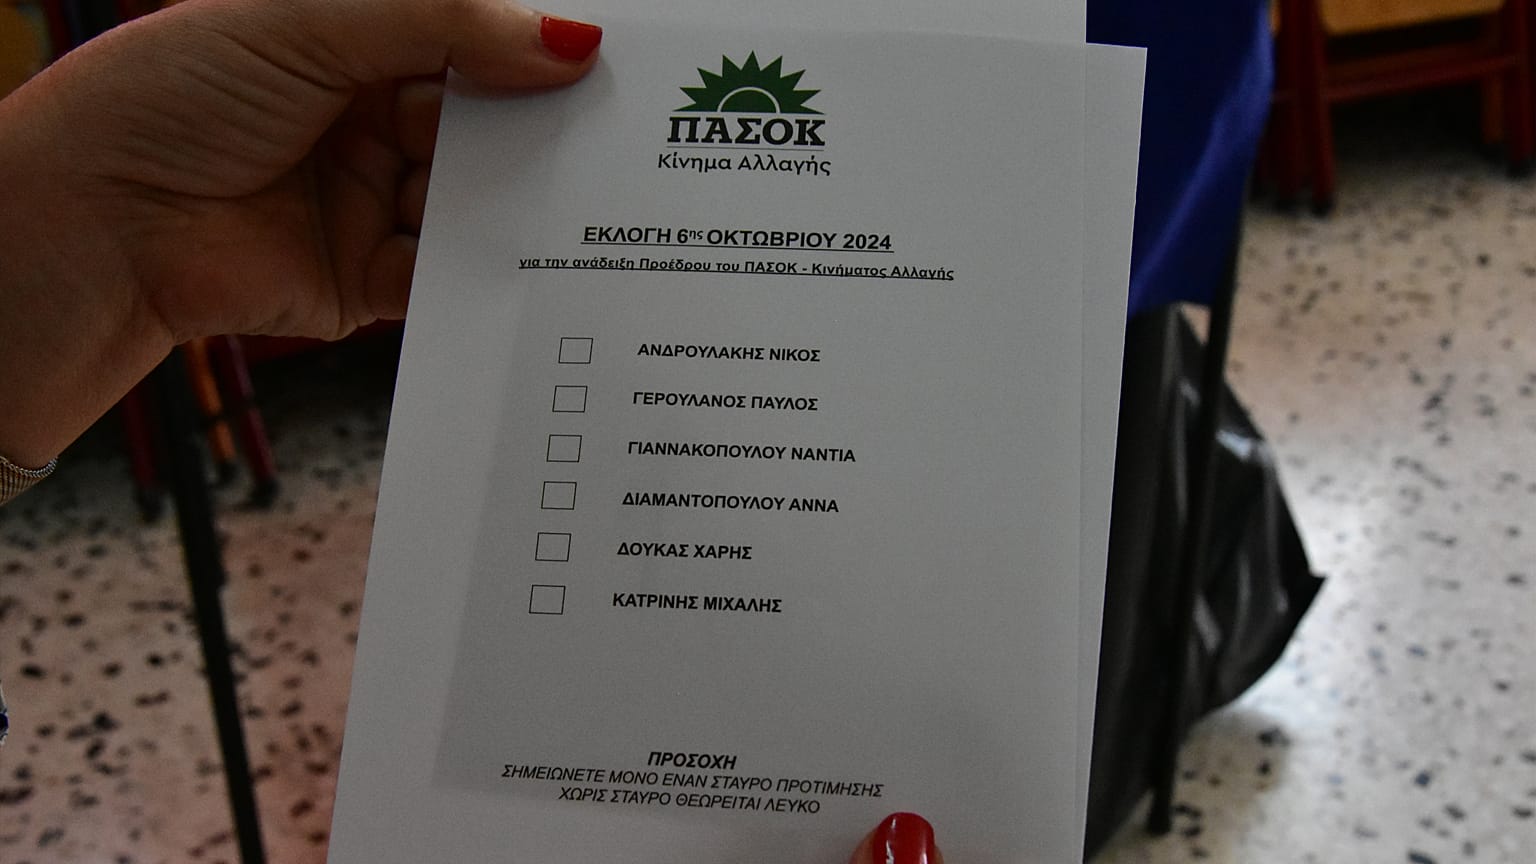 ΠΑΣΟΚ
Κίνημα Αλλαγής
ΕΚΛΟΓΗ 6ης ΟΚΤΩΒΡΙΟΥ 2024
για την ανάδειξη Προέδρου του ΠΑΣΟΚ - Κινήματος Αλλαγής
ΑΝΔΡΟΥΛΑΚΗΣ ΝΙΚΟΣ
ΓΕΡΟΥΛΑΝΟΣ ΠΑΥΛΟΣ
ΓΙΑΝΝΑΚΟΠΟΥΛΟΥ ΝΑΝΤΙΑ
ΔΙΑΜΑΝΤΟΠΟΥΛΟΥ ΑΝΝΑ
ΔΟΥΚΑΣ ΧΑΡΗΣ
ΚΑΤΡΙΝΗΣ ΜΙΧΑΛΗΣ
ΠΡΟΣΟΧΗ
ΣΗΜΕΙΩΝΕΤΕ ΜΟΝΟ ΕΝΑΝ ΣΤΑΥΡΟ ΠΡΟΤΙΜΗΣΗΣ
ΧΩΡΙΣ ΣΤΑΥΡΟ ΘΕΩΡΕΙΤΑΙ ΛΕΥΚΟ